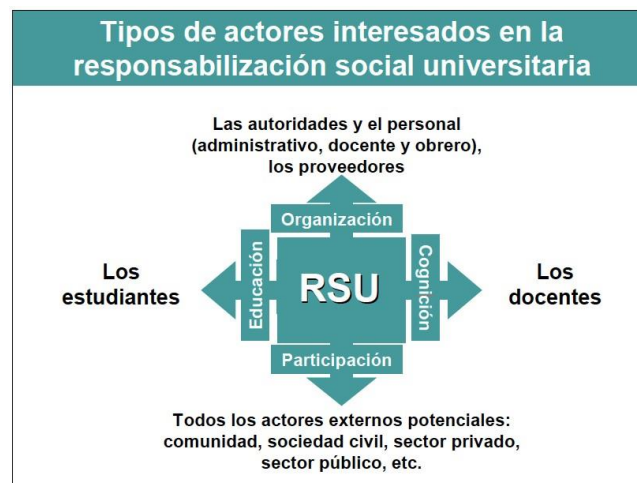 Tipos de actores interesados en la
responsabilización social universitaria
Las autoridades y el personal
(administrativo, docente y obrero),
los proveedores
Organización
Los
estudiantes
Educación
RSU
Cognición
Los
docentes
Participación
Todos los actores externos potenciales:
comunidad, sociedad civil, sector privado,
sector público, etc.